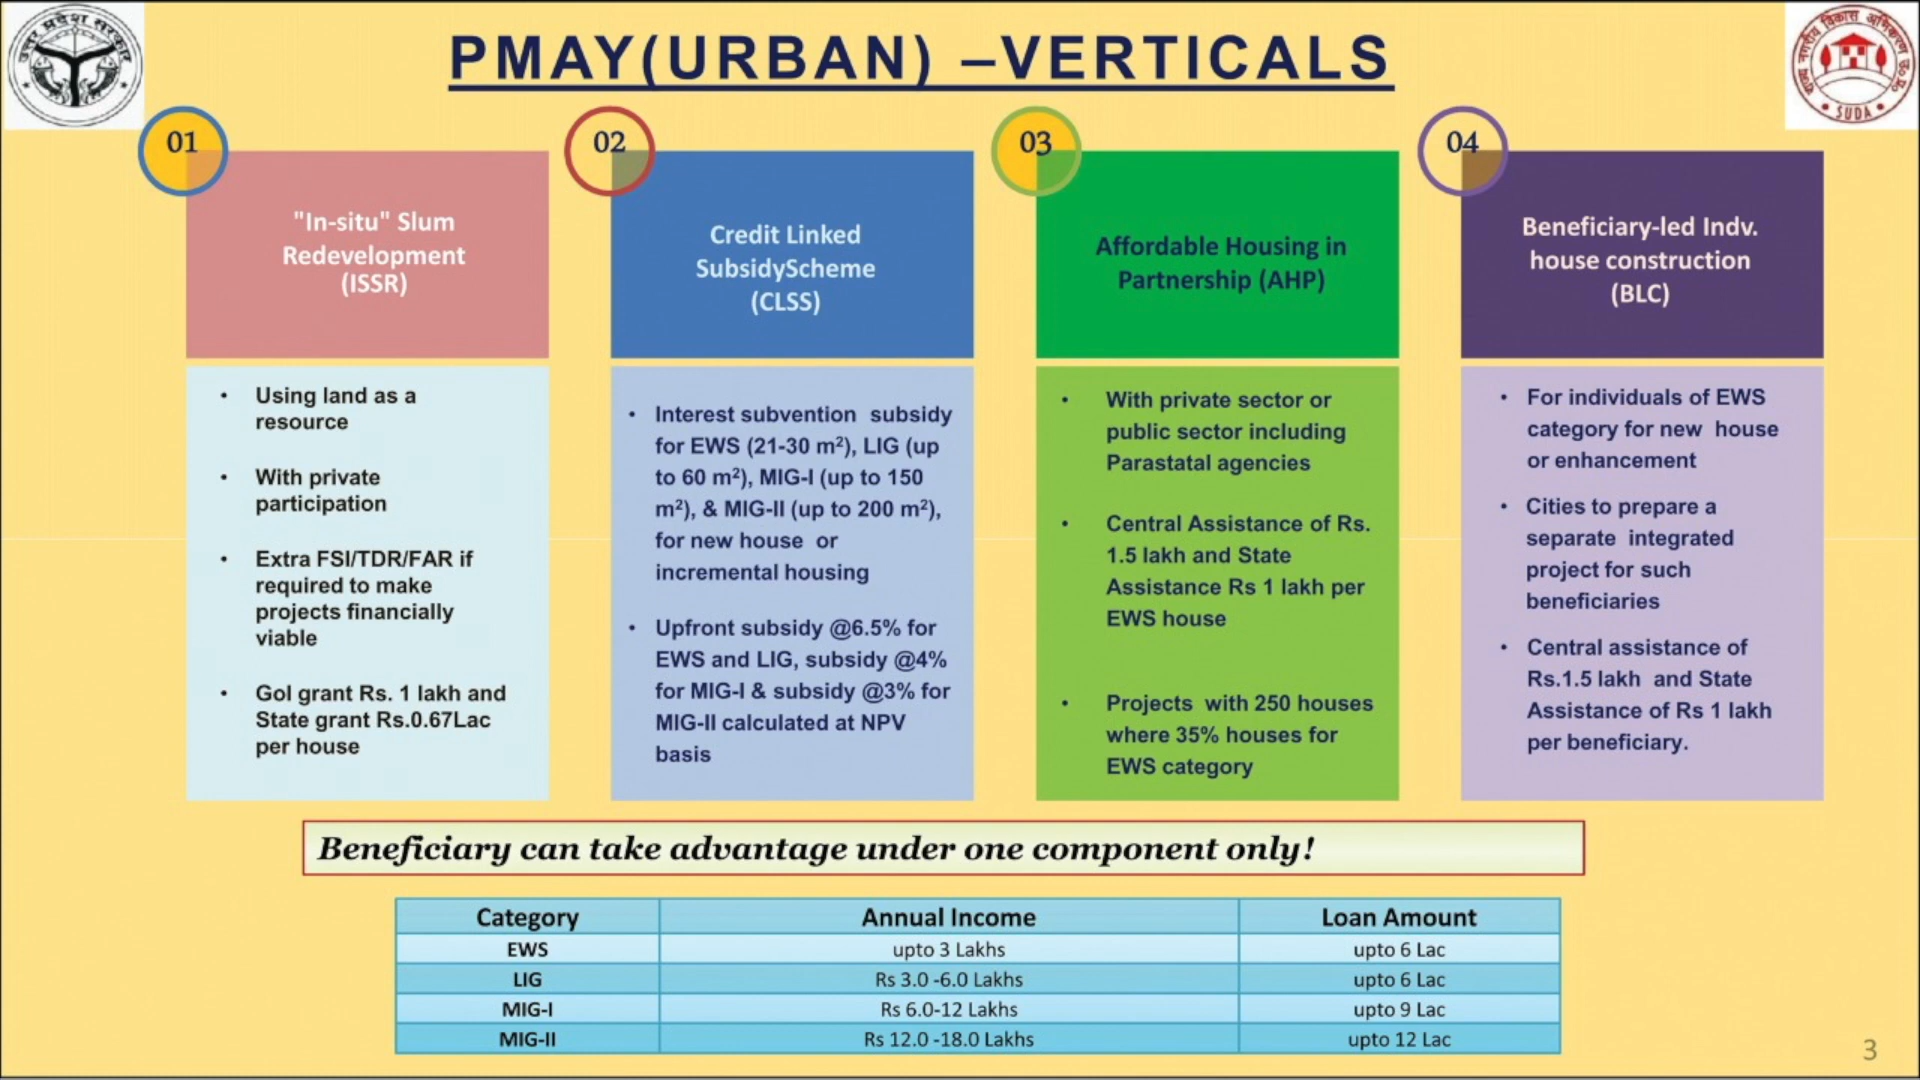 उत्तर प्रदेश सरकार
राज्य नगरीय विकास अभिकरण उ०प्र०
SUDA
PMAY(URBAN) –VERTICALS
01
"In-situ" Slum
Redevelopment
(ISSR)
• Using land as a
resource
• With private
participation
• Extra FSI/TDR/FAR if
required to make
projects financially
viable
• GoI grant Rs. 1 lakh and
State grant Rs.0.67Lac
per house
02
Credit Linked
SubsidyScheme
(CLSS)
• Interest subvention subsidy
for EWS (21-30 m²), LIG (up
to 60 m²), MIG-I (up to 150
m²), & MIG-II (up to 200 m²),
for new house or
incremental housing
• Upfront subsidy @6.5% for
EWS and LIG, subsidy @4%
for MIG-I & subsidy @3% for
MIG-II calculated at NPV
basis
03
Affordable Housing in
Partnership (AHP)
• With private sector or
public sector including
Parastatal agencies
• Central Assistance of Rs.
1.5 lakh and State
Assistance Rs 1 lakh per
EWS house
• Projects with 250 houses
where 35% houses for
EWS category
04
Beneficiary-led Indv.
house construction
(BLC)
• For individuals of EWS
category for new house
or enhancement
• Cities to prepare a
separate integrated
project for such
beneficiaries
• Central assistance of
Rs.1.5 lakh and State
Assistance of Rs 1 lakh
per beneficiary.
Beneficiary can take advantage under one component only!
Category Annual Income Loan Amount
EWS upto 3 Lakhs upto 6 Lac
LIG Rs 3.0 -6.0 Lakhs upto 6 Lac
MIG-I Rs 6.0-12 Lakhs upto 9 Lac
MIG-II Rs 12.0 -18.0 Lakhs upto 12 Lac
3